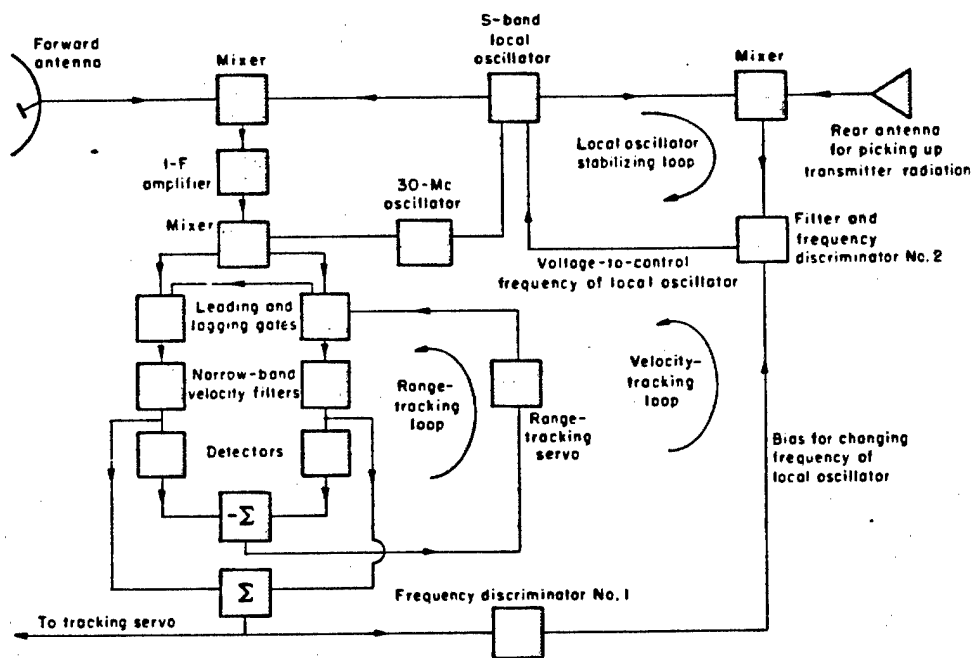 S-band
local
oscillator
Forward
antenna
Mixer
Mixer
Rear antenna
for picking up
transmitter radiation
Local oscillator
stabilizing loop
I-F
amplifier
30-Mc
oscillator
Mixer
Filter and
frequency
discriminator No. 2
Voltage-to-control
frequency of local oscillator
Leading and
lagging gates
Narrow-band
velocity filters
Range-
tracking
loop
Velocity-
tracking
loop
Range-
tracking
servo
Detectors
Bias for changing
frequency of
local oscillator
-Σ
Σ
Frequency discriminator No. 1
To tracking servo